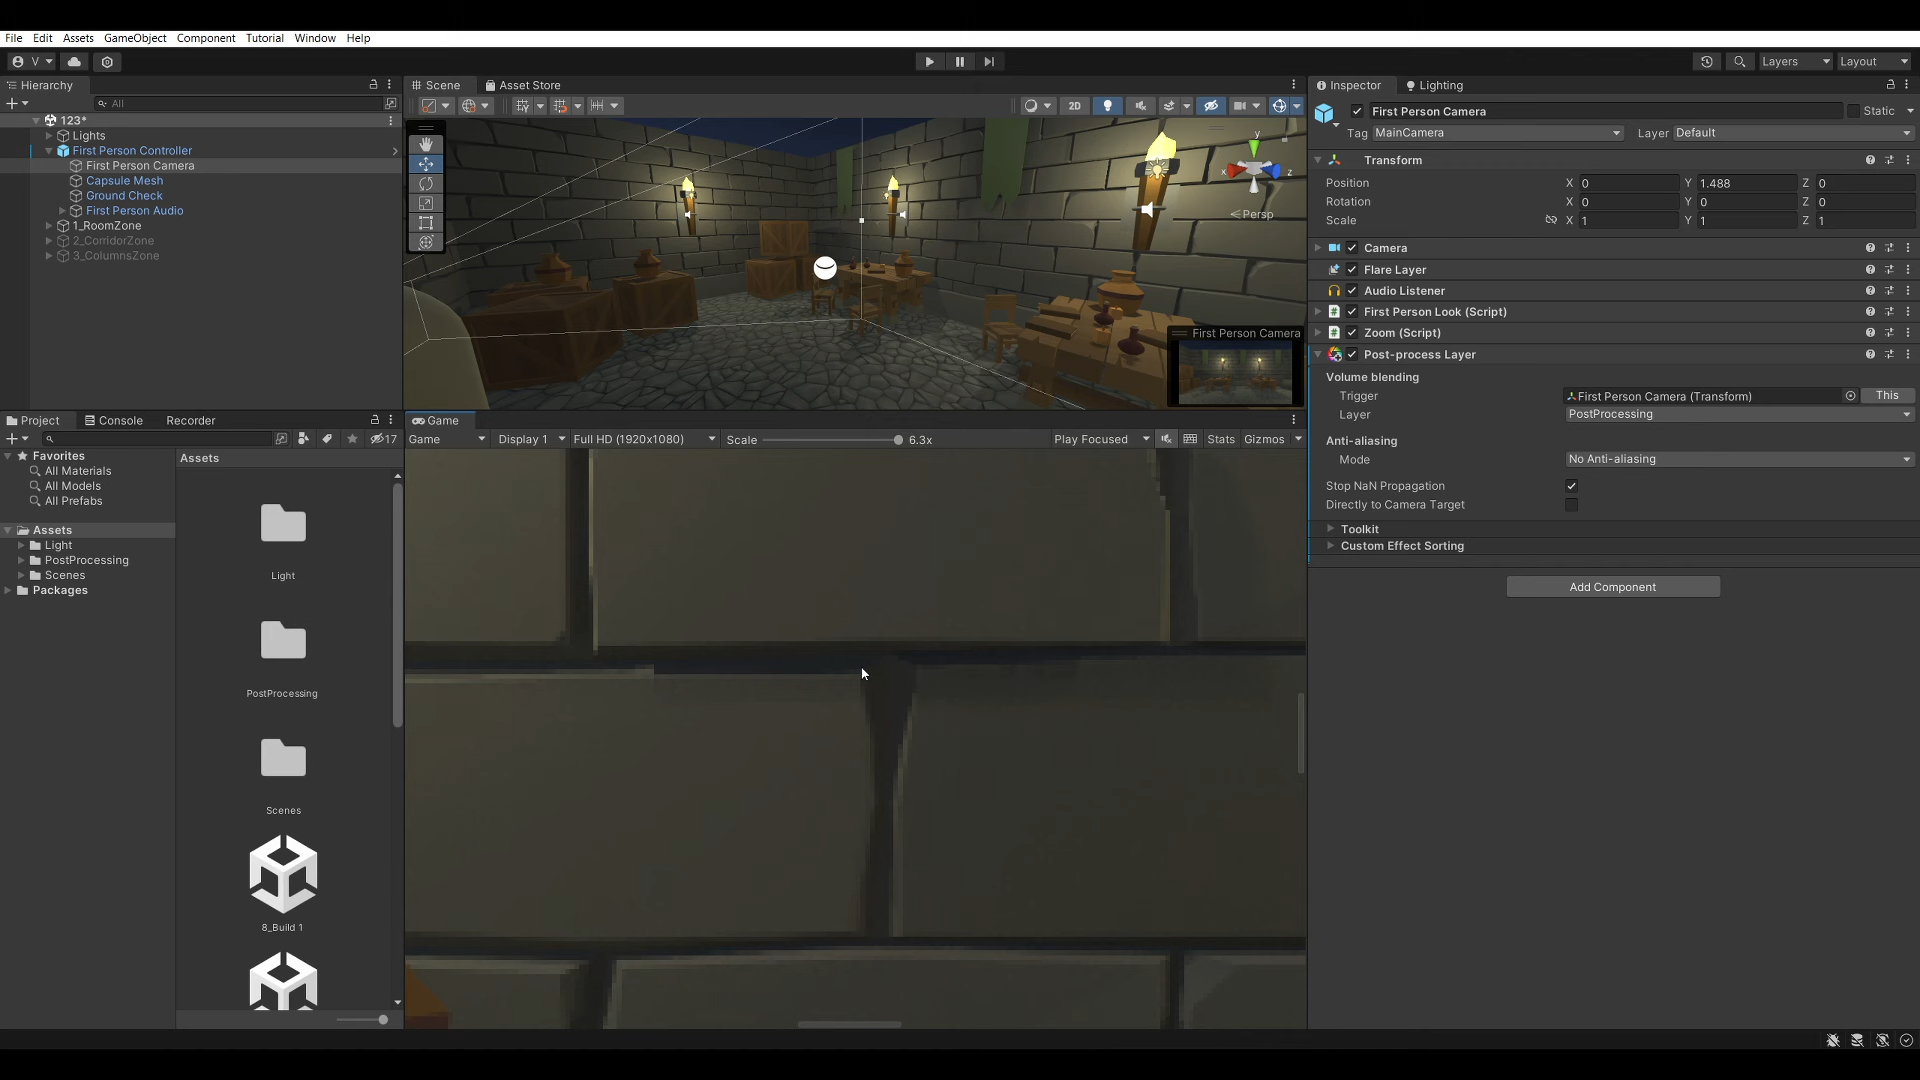 File Edit Assets GameObject Component Tutorial Window Help
V Layers Layout
Hierarchy
All
123*
Lights
First Person Controller
First Person Camera
Capsule Mesh
Ground Check
First Person Audio
1_RoomZone
2_CorridorZone
3_ColumnsZone
Scene Asset Store
2D
y
x z
Persp
First Person Camera
Project Console Recorder
17
Favorites
All Materials
All Models
All Prefabs
Assets
Light
PostProcessing
Scenes
Packages
Assets
Light
PostProcessing
Scenes
8_Build 1
Game
Game Display 1 Full HD (1920x1080) Scale 6.3x Play Focused Stats Gizmos
Inspector Lighting
First Person Camera Static
Tag MainCamera Layer Default
Transform
Position X 0 Y 1.488 Z 0
Rotation X 0 Y 0 Z 0
Scale X 1 Y 1 Z 1
Camera
Flare Layer
Audio Listener
First Person Look (Script)
Zoom (Script)
Post-process Layer
Volume blending
Trigger First Person Camera (Transform) This
Layer PostProcessing
Anti-aliasing
Mode No Anti-aliasing
Stop NaN Propagation
Directly to Camera Target
Toolkit
Custom Effect Sorting
Add Component